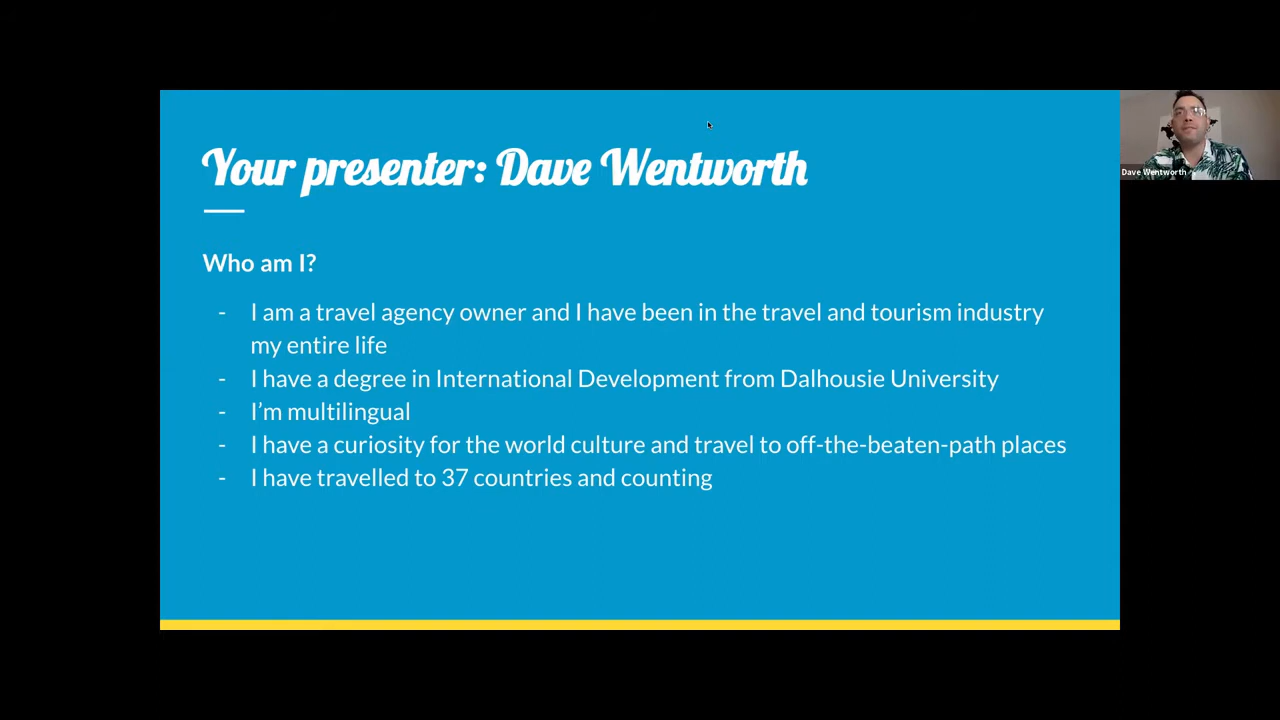 Your presenter: Dave Wentworth
Who am I?
- I am a travel agency owner and I have been in the travel and tourism industry
my entire life
- I have a degree in International Development from Dalhousie University
- I’m multilingual
- I have a curiosity for the world culture and travel to off-the-beaten-path places
- I have travelled to 37 countries and counting
Dave Wentworth